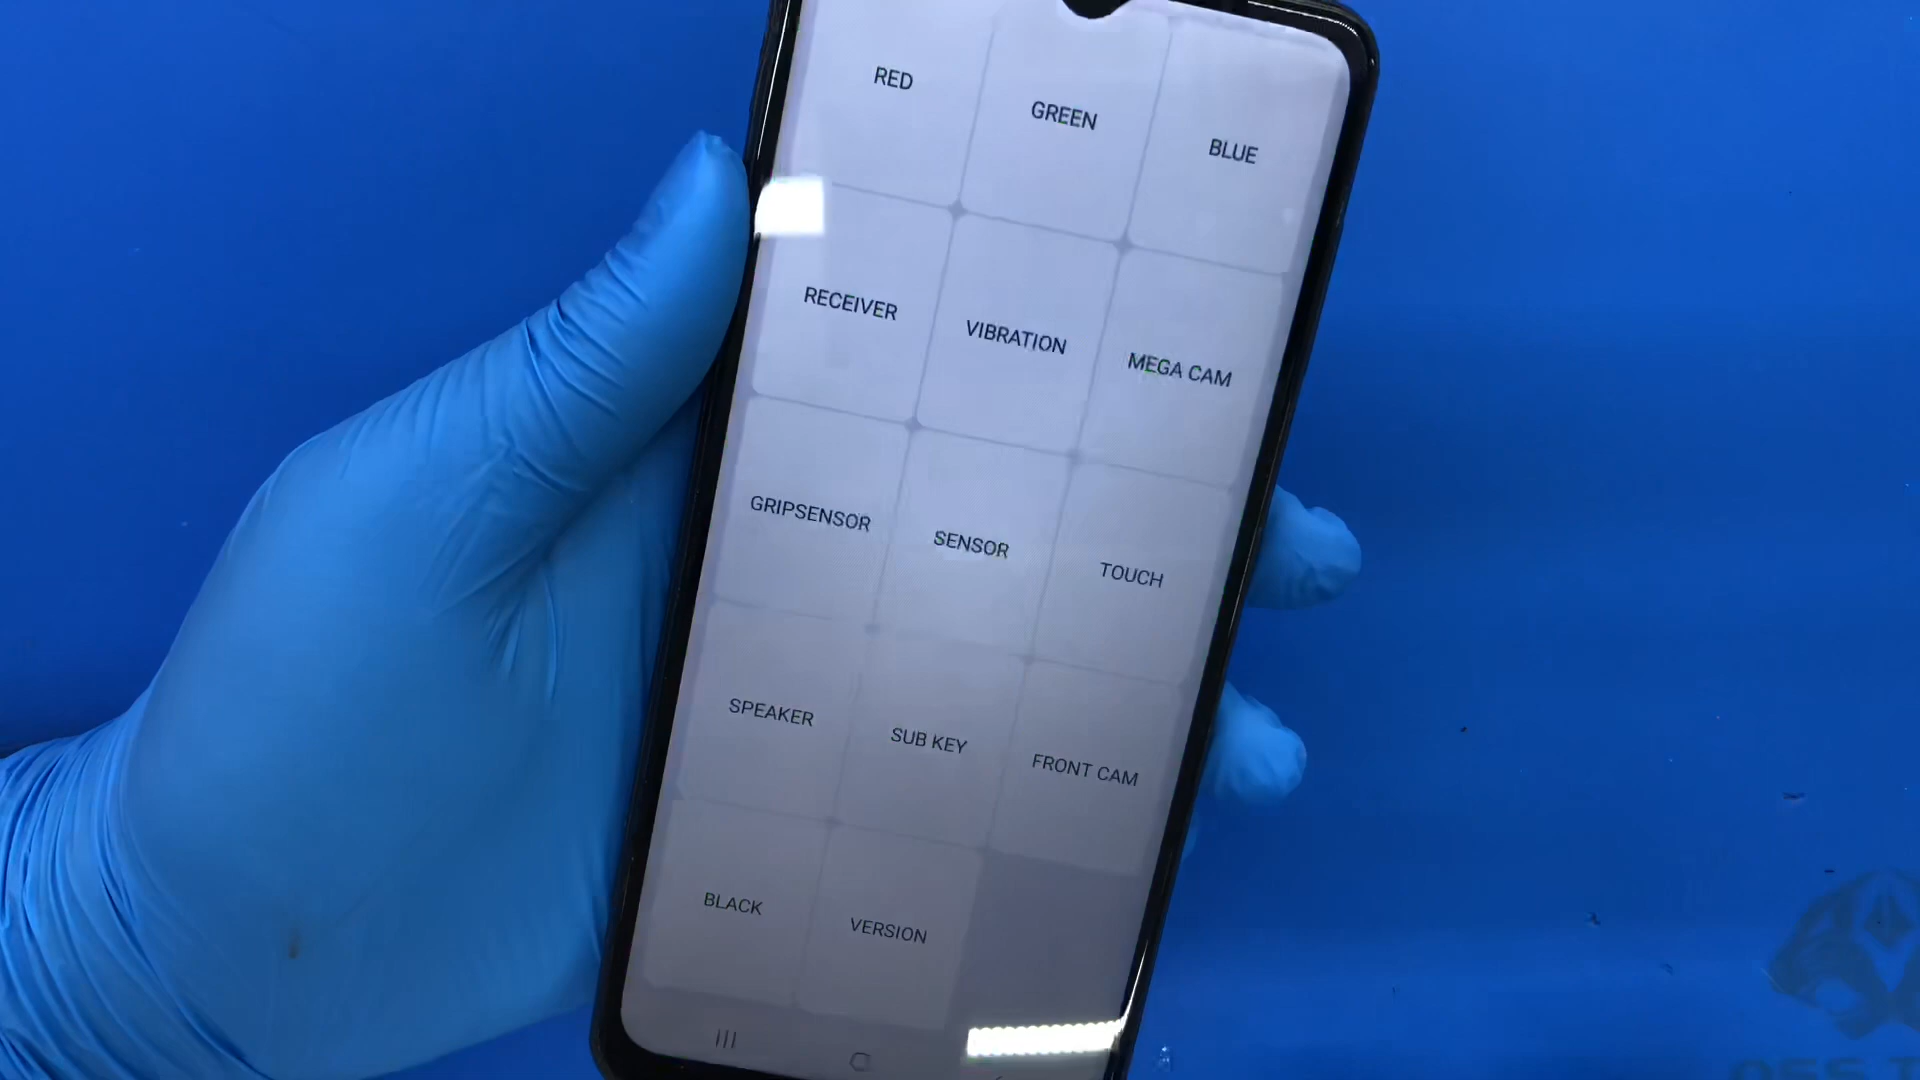 RED
GREEN
BLUE
RECEIVER
VIBRATION
MEGA CAM
GRIPSENSOR
SENSOR
TOUCH
SPEAKER
SUB KEY
FRONT CAM
BLACK
VERSION